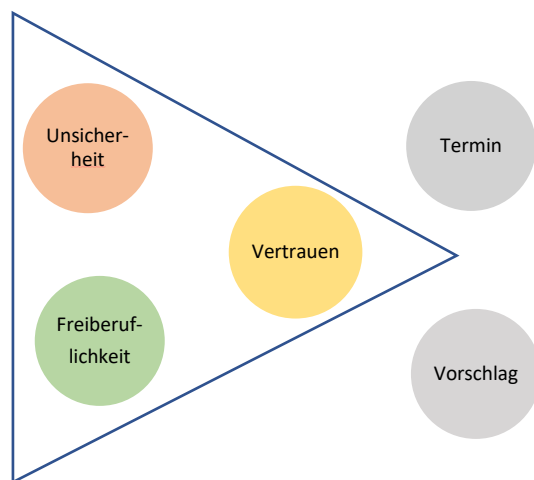 Unsicher-
heit
Termin
Vertrauen
Freiberuf-
lichkeit
Vorschlag